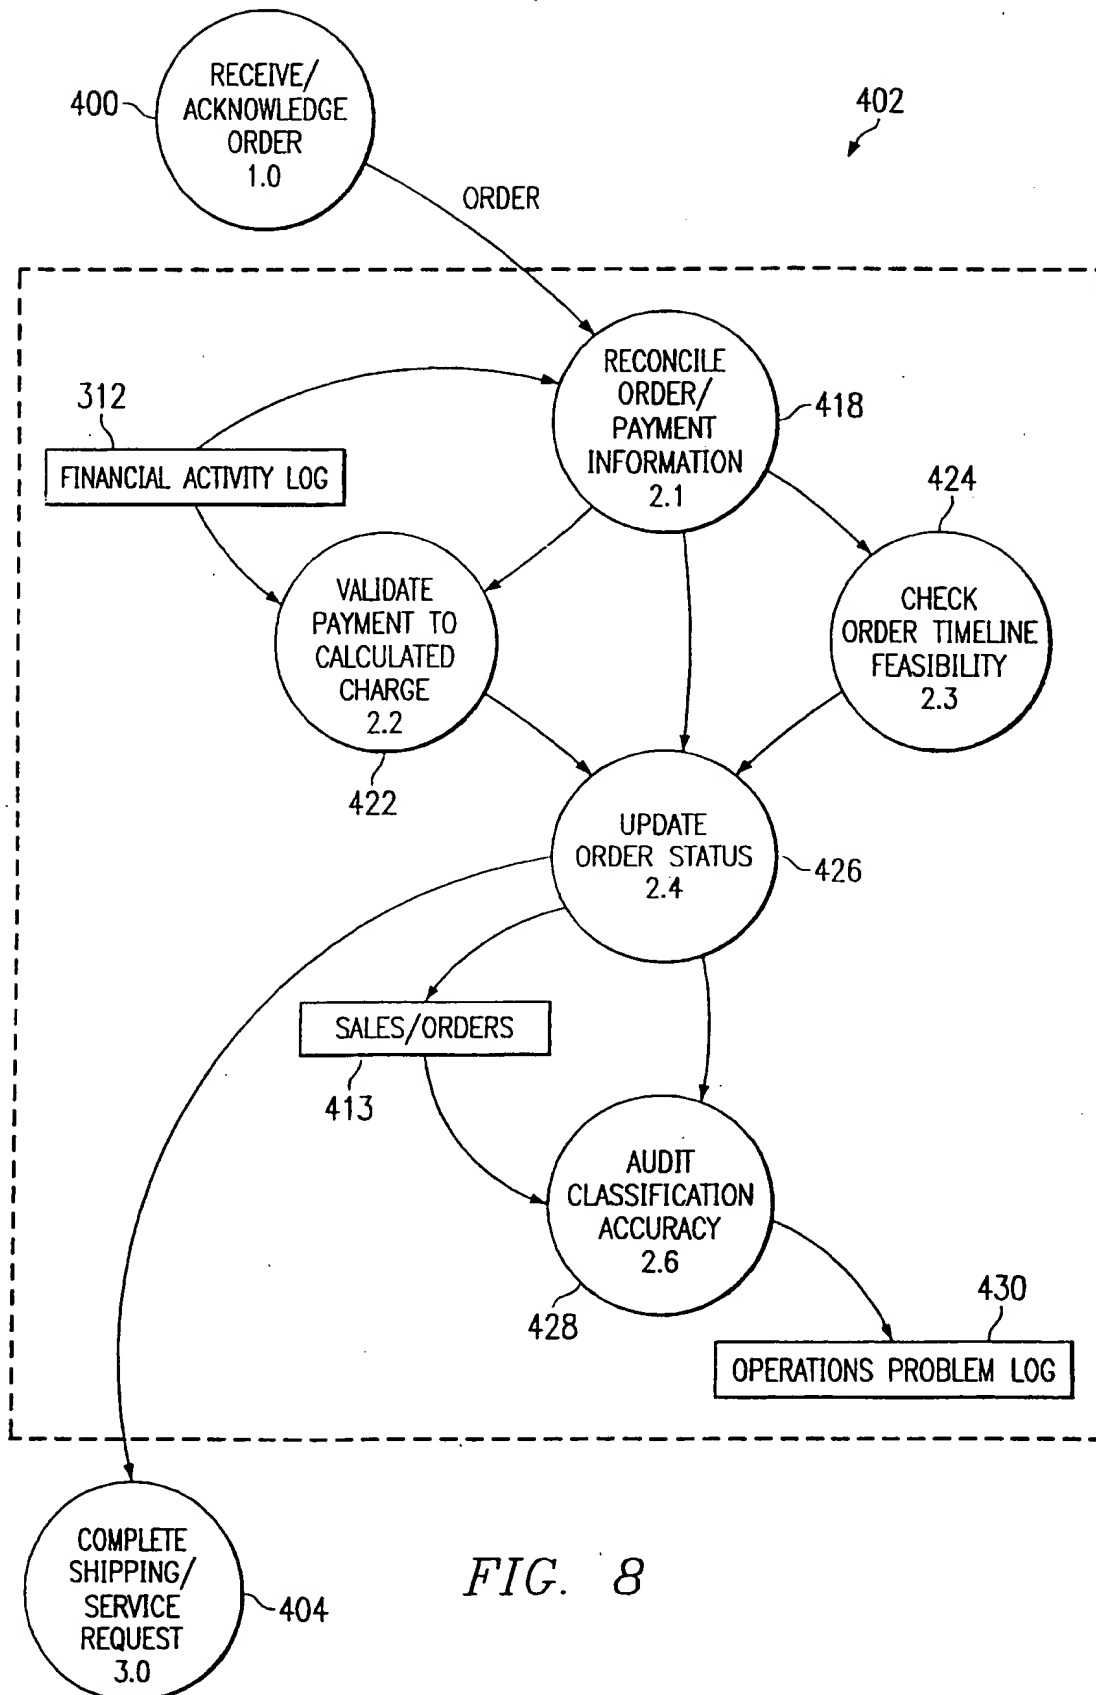 RECEIVE/
ACKNOWLEDGE
ORDER
1.0
400
402
ORDER
RECONCILE
ORDER/
PAYMENT
INFORMATION
2.1
418
312
FINANCIAL ACTIVITY LOG
424
VALIDATE
PAYMENT TO
CALCULATED
CHARGE
2.2
422
CHECK
ORDER TIMELINE
FEASIBILITY
2.3
UPDATE
ORDER STATUS
2.4
426
SALES/ORDERS
413
AUDIT
CLASSIFICATION
ACCURACY
2.6
428
430
OPERATIONS PROBLEM LOG
COMPLETE
SHIPPING/
SERVICE
REQUEST
3.0
404
FIG. 8